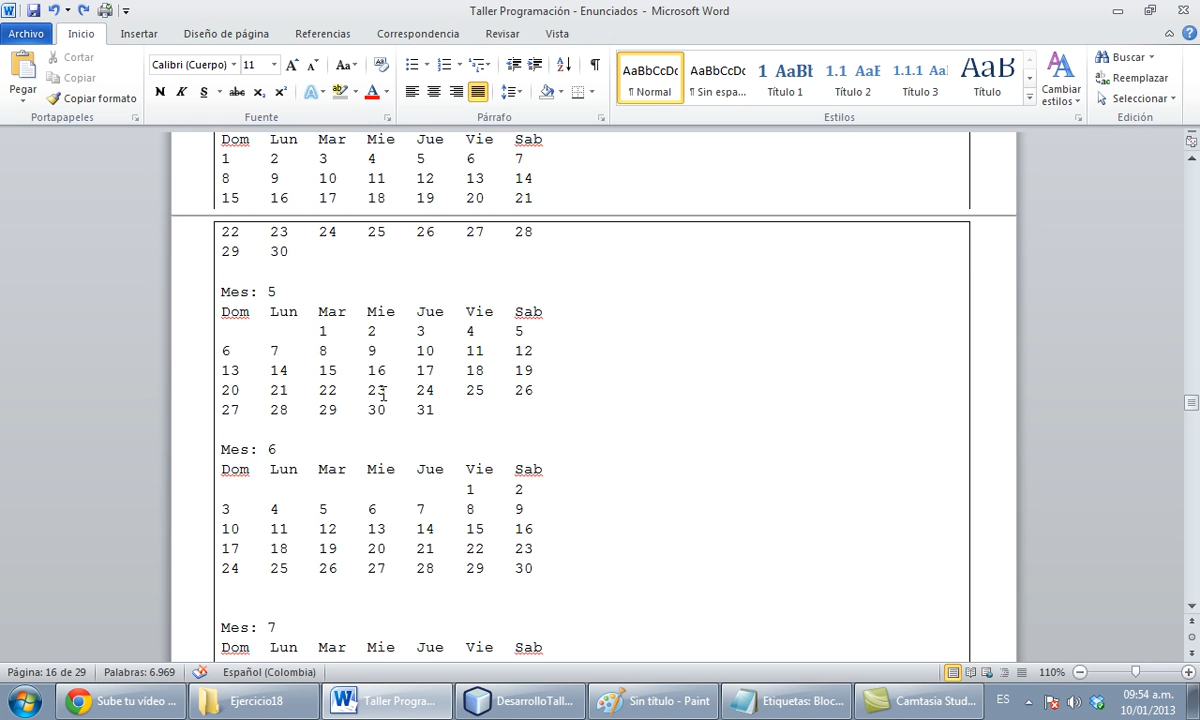 Taller Programación - Enunciados - Microsoft Word
Archivo Inicio Insertar Diseño de página Referencias Correspondencia Revisar Vista
Pegar
Cortar
Copiar
Copiar formato
Portapapeles
Calibri (Cuerpo) 11
N K S abc x₂ x²
Fuente
Párrafo
AaBbCcDc AaBbCcDc 1 AaBb 1.1 AaB 1.1.1 Aa AaB
¶ Normal ¶ Sin espa... Título 1 Título 2 Título 3 Título
Estilos
Cambiar estilos
Buscar
Reemplazar
Seleccionar
Edición
Dom Lun Mar Mie Jue Vie Sab
1 2 3 4 5 6 7
8 9 10 11 12 13 14
15 16 17 18 19 20 21
22 23 24 25 26 27 28
29 30
Mes: 5
Dom Lun Mar Mie Jue Vie Sab
1 2 3 4 5
6 7 8 9 10 11 12
13 14 15 16 17 18 19
20 21 22 23 24 25 26
27 28 29 30 31
Mes: 6
Dom Lun Mar Mie Jue Vie Sab
1 2
3 4 5 6 7 8 9
10 11 12 13 14 15 16
17 18 19 20 21 22 23
24 25 26 27 28 29 30
Mes: 7
Dom Lun Mar Mie Jue Vie Sab
Página: 16 de 29 Palabras: 6.969 Español (Colombia) 110%
Sube tu vídeo ... Ejercicio18 Taller Progra... DesarrolloTall... Sin título - Paint Etiquetas: Bloc... Camtasia Stud... ES 09:54 a.m.
10/01/2013